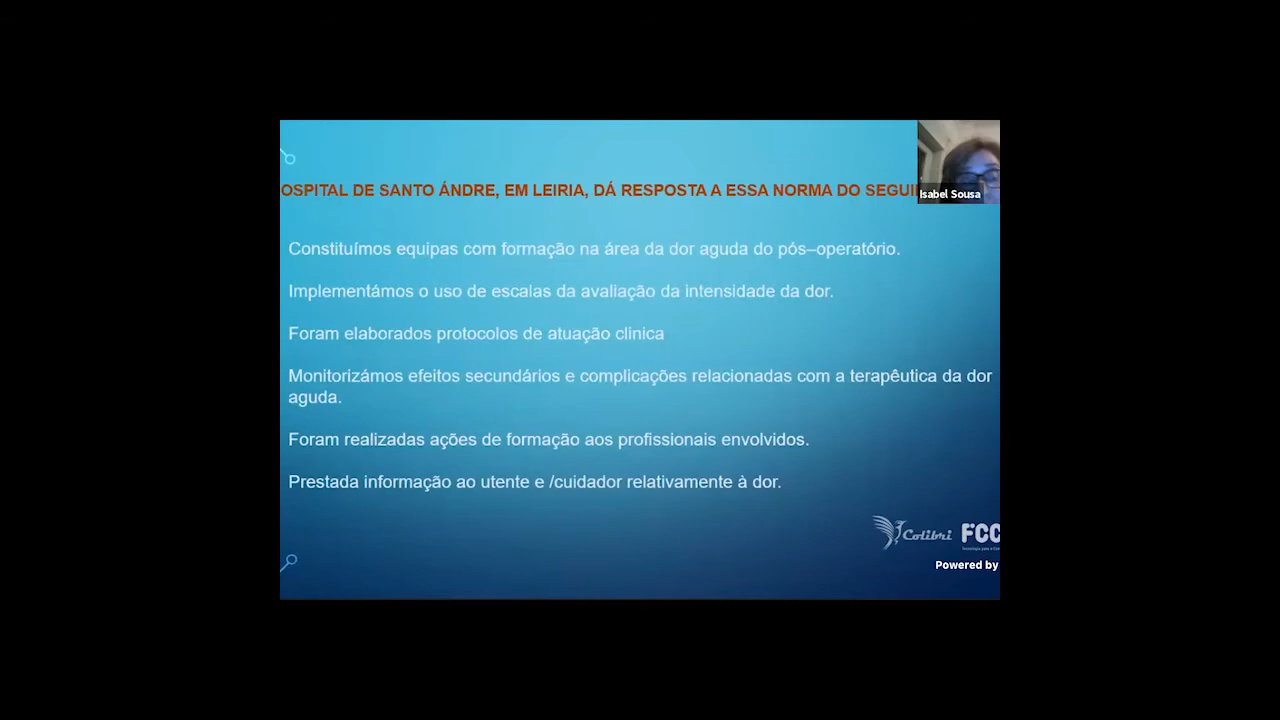 OSPITAL DE SANTO ÁNDRE, EM LEIRIA, DÁ RESPOSTA A ESSA NORMA DO SEGUI
Isabel Sousa
Constituímos equipas com formação na área da dor aguda do pós–operatório.
Implementámos o uso de escalas da avaliação da intensidade da dor.
Foram elaborados protocolos de atuação clinica
Monitorizámos efeitos secundários e complicações relacionadas com a terapêutica da dor
aguda.
Foram realizadas ações de formação aos profissionais envolvidos.
Prestada informação ao utente e /cuidador relativamente à dor.
Colibri FCC
Powered by